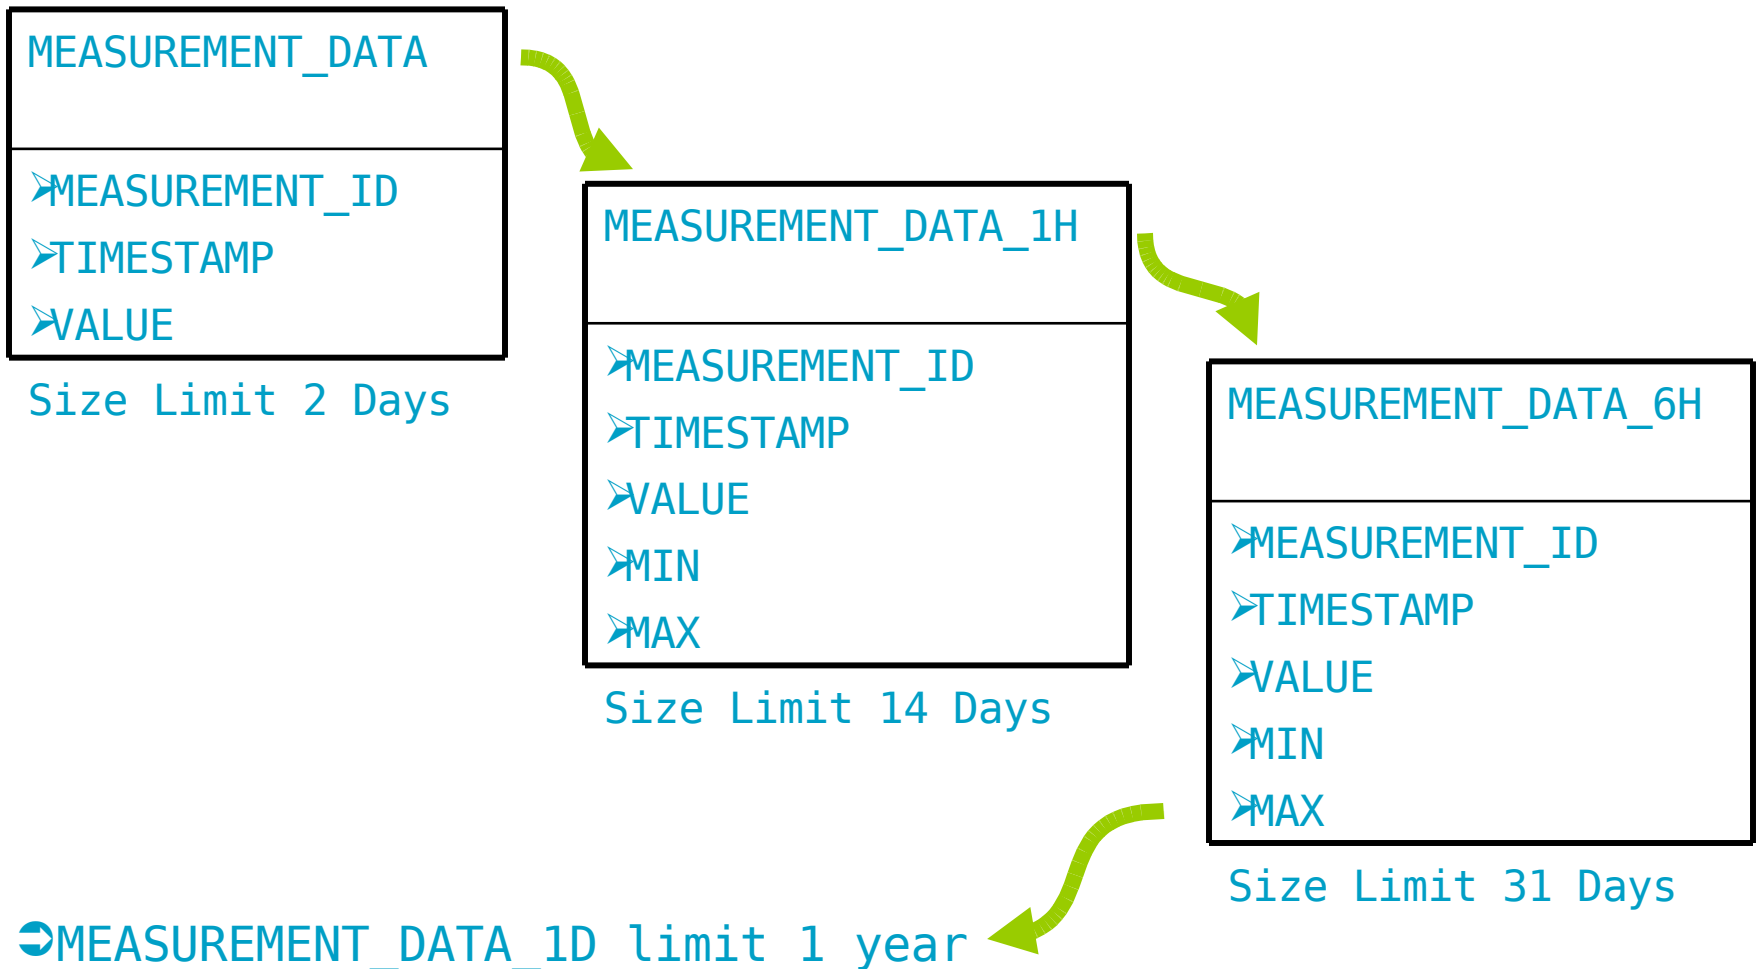 MEASUREMENT_DATA
➢MEASUREMENT_ID
➢TIMESTAMP
➢VALUE
Size Limit 2 Days
MEASUREMENT_DATA_1H
➢MEASUREMENT_ID
➢TIMESTAMP
➢VALUE
➢MIN
➢MAX
Size Limit 14 Days
MEASUREMENT_DATA_6H
➢MEASUREMENT_ID
➢TIMESTAMP
➢VALUE
➢MIN
➢MAX
Size Limit 31 Days
➲MEASUREMENT_DATA_1D limit 1 year